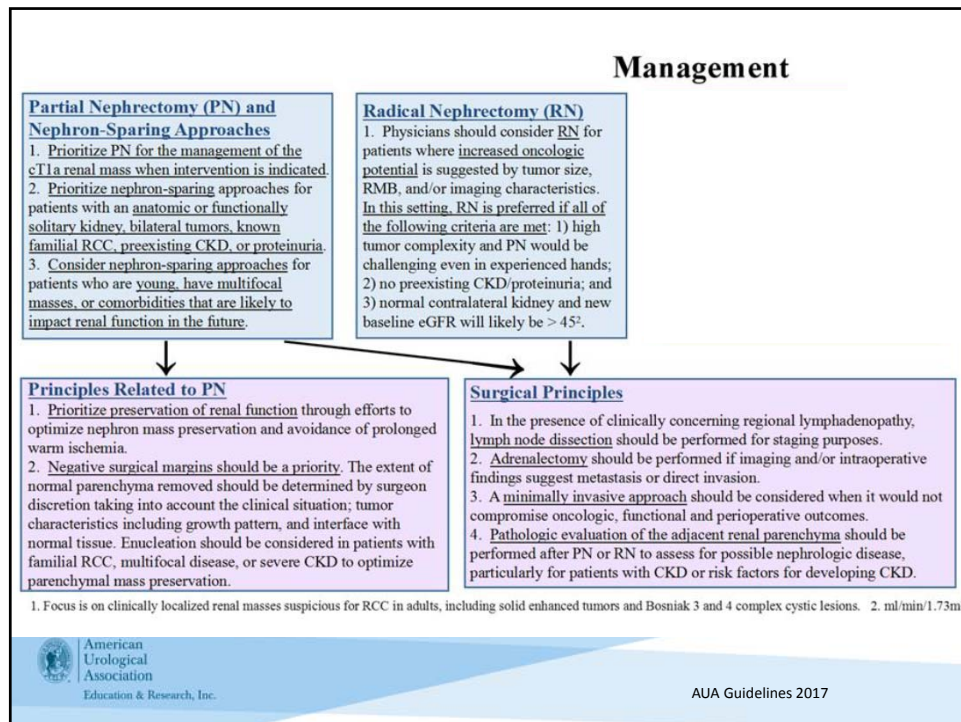 Management
Partial Nephrectomy (PN) and
Nephron-Sparing Approaches
1. Prioritize PN for the management of the
cT1a renal mass when intervention is indicated.
2. Prioritize nephron-sparing approaches for
patients with an anatomic or functionally
solitary kidney, bilateral tumors, known
familial RCC, preexisting CKD, or proteinuria.
3. Consider nephron-sparing approaches for
patients who are young, have multifocal
masses, or comorbidities that are likely to
impact renal function in the future.
Radical Nephrectomy (RN)
1. Physicians should consider RN for
patients where increased oncologic
potential is suggested by tumor size,
RMB, and/or imaging characteristics.
In this setting, RN is preferred if all of
the following criteria are met: 1) high
tumor complexity and PN would be
challenging even in experienced hands;
2) no preexisting CKD/proteinuria; and
3) normal contralateral kidney and new
baseline eGFR will likely be > 45².
Principles Related to PN
1. Prioritize preservation of renal function through efforts to
optimize nephron mass preservation and avoidance of prolonged
warm ischemia.
2. Negative surgical margins should be a priority. The extent of
normal parenchyma removed should be determined by surgeon
discretion taking into account the clinical situation; tumor
characteristics including growth pattern, and interface with
normal tissue. Enucleation should be considered in patients with
familial RCC, multifocal disease, or severe CKD to optimize
parenchymal mass preservation.
Surgical Principles
1. In the presence of clinically concerning regional lymphadenopathy,
lymph node dissection should be performed for staging purposes.
2. Adrenalectomy should be performed if imaging and/or intraoperative
findings suggest metastasis or direct invasion.
3. A minimally invasive approach should be considered when it would not
compromise oncologic, functional and perioperative outcomes.
4. Pathologic evaluation of the adjacent renal parenchyma should be
performed after PN or RN to assess for possible nephrologic disease,
particularly for patients with CKD or risk factors for developing CKD.
1. Focus is on clinically localized renal masses suspicious for RCC in adults, including solid enhanced tumors and Bosniak 3 and 4 complex cystic lesions. 2. ml/min/1.73m
American
Urological
Association
Education & Research, Inc.
AUA Guidelines 2017